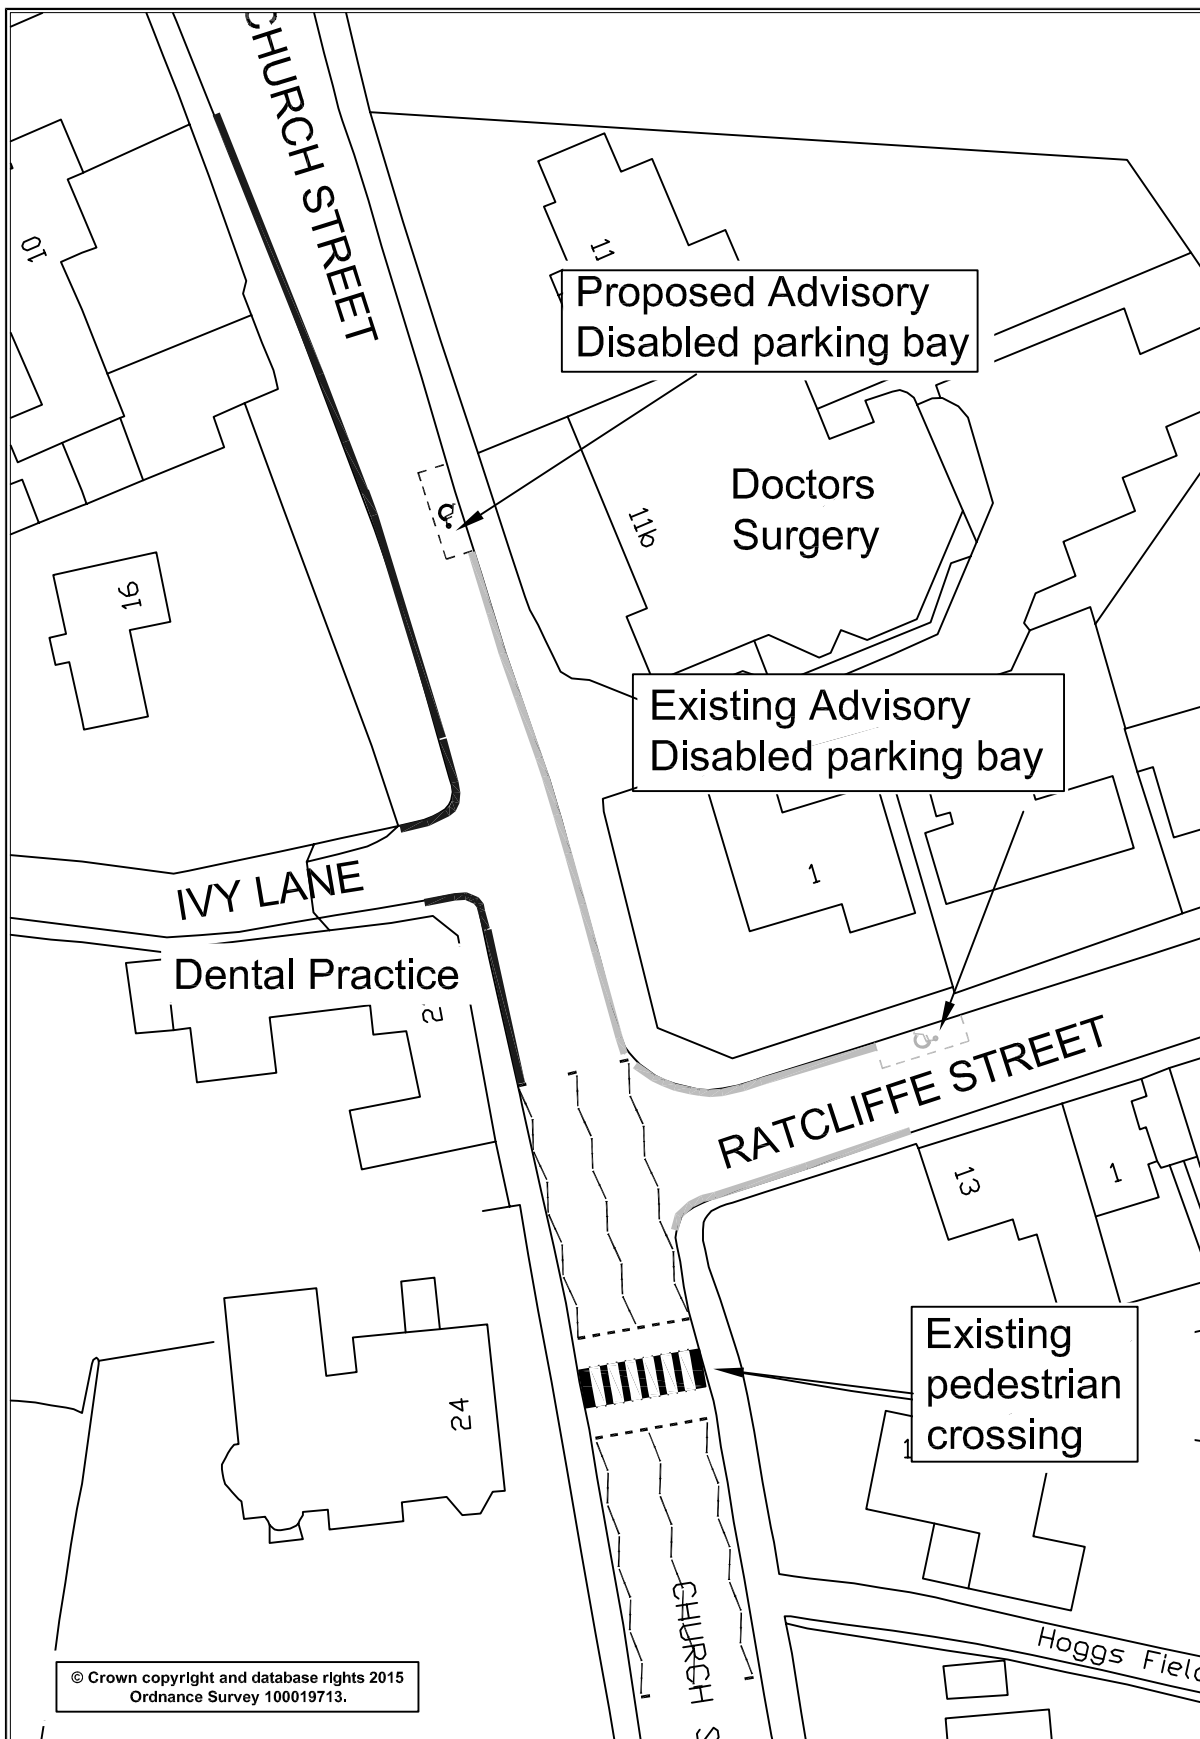 CHURCH STREET
10
11
Proposed Advisory
Disabled parking bay
Doctors
Surgery
11b
16
Existing Advisory
Disabled parking bay
1
IVY LANE
Dental Practice
2
RATCLIFFE STREET
13
1
Existing
pedestrian
crossing
24
1
CHURCH S
Hoggs Field
© Crown copyright and database rights 2015
Ordnance Survey 100019713.